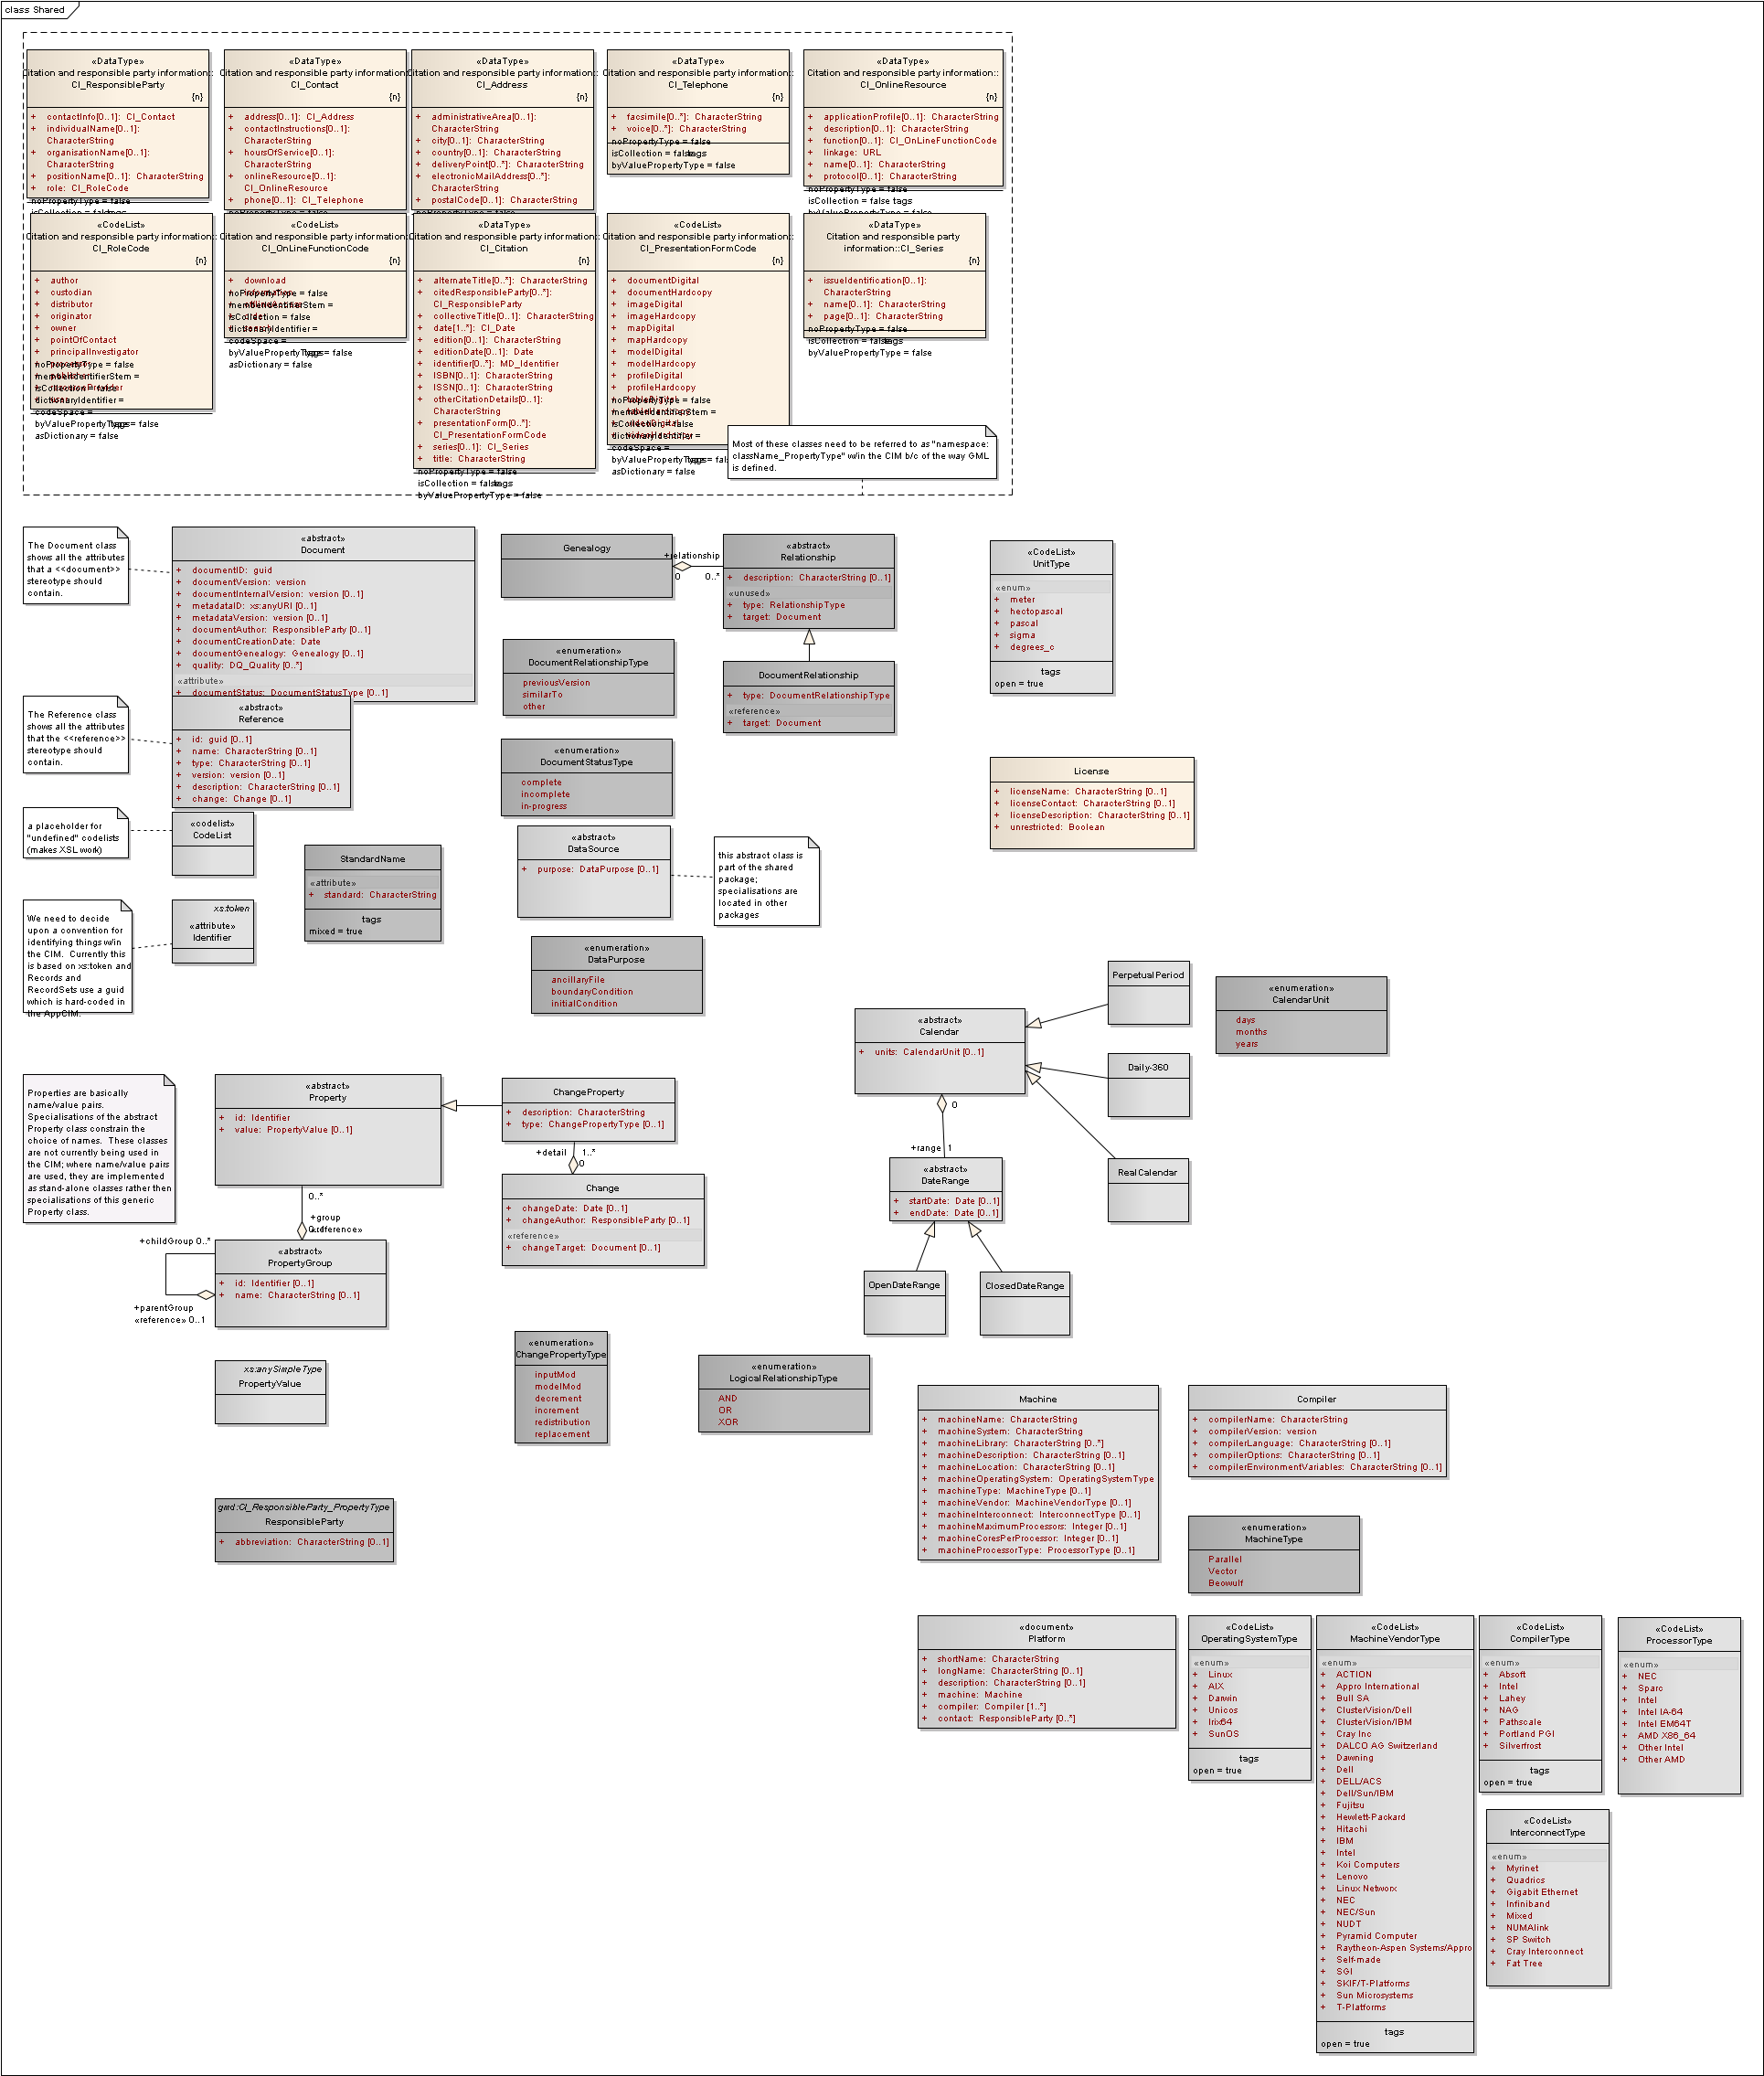 class Shared
«DataType»
Citation and responsible party information::
CI_ResponsibleParty
{n}
+ contactInfo[0..1]: CI_Contact
+ individualName[0..1]:
CharacterString
+ organisationName[0..1]:
CharacterString
+ positionName[0..1]: CharacterString
+ role: CI_RoleCode
noPropertyType = false
isCollection = false
tags
«DataType»
Citation and responsible party information::
CI_Contact
{n}
+ address[0..1]: CI_Address
+ contactInstructions[0..1]:
CharacterString
+ hoursOfService[0..1]:
CharacterString
+ onlineResource[0..1]:
CI_OnlineResource
+ phone[0..1]: CI_Telephone
noPropertyType = false
«DataType»
Citation and responsible party information::
CI_Address
{n}
+ administrativeArea[0..1]:
CharacterString
+ city[0..1]: CharacterString
+ country[0..1]: CharacterString
+ deliveryPoint[0..*]: CharacterString
+ electronicMailAddress[0..*]:
CharacterString
+ postalCode[0..1]: CharacterString
noPropertyType = false
«DataType»
Citation and responsible party information::
CI_Telephone
{n}
+ facsimile[0..*]: CharacterString
+ voice[0..*]: CharacterString
noPropertyType = false
isCollection = false
tags
byValuePropertyType = false
«DataType»
Citation and responsible party information::
CI_OnlineResource
{n}
+ applicationProfile[0..1]: CharacterString
+ description[0..1]: CharacterString
+ function[0..1]: CI_OnLineFunctionCode
+ linkage: URL
+ name[0..1]: CharacterString
+ protocol[0..1]: CharacterString
noPropertyType = false
isCollection = false tags
byValuePropertyType = false
«CodeList»
Citation and responsible party information::
CI_RoleCode
{n}
+ author
+ custodian
+ distributor
+ originator
+ owner
+ pointOfContact
+ principalInvestigator
noPropertyType = false
memberIdentifierStem =
isCollection = false
dictionaryIdentifier =
codeSpace =
byValuePropertyType = false
tags
asDictionary = false
«CodeList»
Citation and responsible party information::
CI_OnLineFunctionCode
{n}
+ download
noPropertyType = false
memberIdentifierStem =
isCollection = false
dictionaryIdentifier =
codeSpace =
byValuePropertyType = false
tags
asDictionary = false
«DataType»
Citation and responsible party information::
CI_Citation
{n}
+ alternateTitle[0..*]: CharacterString
+ citedResponsibleParty[0..*]:
CI_ResponsibleParty
+ collectiveTitle[0..1]: CharacterString
+ date[1..*]: CI_Date
+ edition[0..1]: CharacterString
+ editionDate[0..1]: Date
+ identifier[0..*]: MD_Identifier
+ ISBN[0..1]: CharacterString
+ ISSN[0..1]: CharacterString
+ otherCitationDetails[0..1]:
CharacterString
+ presentationForm[0..*]:
CI_PresentationFormCode
+ series[0..1]: CI_Series
+ title: CharacterString
noPropertyType = false
isCollection = false
tags
byValuePropertyType = false
«CodeList»
Citation and responsible party information::
CI_PresentationFormCode
{n}
+ documentDigital
+ documentHardcopy
+ imageDigital
+ imageHardcopy
+ mapDigital
+ mapHardcopy
+ modelDigital
+ modelHardcopy
+ profileDigital
+ profileHardcopy
noPropertyType = false
memberIdentifierStem =
isCollection = false
dictionaryIdentifier =
codeSpace =
byValuePropertyType = false
tags
asDictionary = false
«DataType»
Citation and responsible party
information::CI_Series
{n}
+ issueIdentification[0..1]:
CharacterString
+ name[0..1]: CharacterString
+ page[0..1]: CharacterString
noPropertyType = false
isCollection = false
tags
byValuePropertyType = false
Most of these classes need to be referred to as "namespace:
className_PropertyType" w/in the CIM b/c of the way GML
is defined.
The Document class
shows all the attributes
that a <<document>>
stereotype should
contain.
«abstract»
Document
+ documentID: guid
+ documentVersion: version
+ documentInternalVersion: version [0..1]
+ metadataID: xs:anyURI [0..1]
+ metadataVersion: version [0..1]
+ documentAuthor: ResponsibleParty [0..1]
+ documentCreationDate: Date
+ documentGenealogy: Genealogy [0..1]
+ quality: DQ_Quality [0..*]
«attribute»
+ documentStatus: DocumentStatusType [0..1]
Genealogy
+relationship
0
0..*
«abstract»
Relationship
+ description: CharacterString [0..1]
«unused»
+ type: RelationshipType
+ target: Document
«CodeList»
UnitType
«enum»
+ meter
+ hectopascal
+ pascal
+ sigma
+ degrees_c
tags
open = true
«enumeration»
DocumentRelationshipType
previousVersion
similarTo
other
DocumentRelationship
+ type: DocumentRelationshipType
«reference»
+ target: Document
The Reference class
shows all the attributes
that the <<reference>>
stereotype should
contain.
«abstract»
Reference
+ id: guid [0..1]
+ name: CharacterString [0..1]
+ type: CharacterString [0..1]
+ version: version [0..1]
+ description: CharacterString [0..1]
+ change: Change [0..1]
«enumeration»
DocumentStatusType
complete
incomplete
in-progress
License
+ licenseName: CharacterString [0..1]
+ licenseContact: CharacterString [0..1]
+ licenseDescription: CharacterString [0..1]
+ unrestricted: Boolean
a placeholder for
"undefined" codelists
(makes XSL work)
«codelist»
CodeList
StandardName
«attribute»
+ standard: CharacterString
tags
mixed = true
«abstract»
DataSource
+ purpose: DataPurpose [0..1]
this abstract class is
part of the shared
package;
specialisations are
located in other
packages
We need to decide
upon a convention for
identifying things w/in
the CIM. Currently this
is based on xs:token and
Records and
RecordSets use a guid
which is hard-coded in
the AppCIM.
xs:token
«attribute»
Identifier
«enumeration»
DataPurpose
ancillaryFile
boundaryCondition
initialCondition
«abstract»
Calendar
+ units: CalendarUnit [0..1]
PerpetualPeriod
«enumeration»
CalendarUnit
days
months
years
Daily-360
RealCalendar
0
+range 1
«abstract»
DateRange
+ startDate: Date [0..1]
+ endDate: Date [0..1]
OpenDateRange
ClosedDateRange
Properties are basically
name/value pairs.
Specialisations of the abstract
Property class constrain the
choice of names. These classes
are not currently being used in
the CIM; where name/value pairs
are used, they are implemented
as stand-alone classes rather then
specialisations of this generic
Property class.
«abstract»
Property
+ id: Identifier
+ value: PropertyValue [0..1]
ChangeProperty
+ description: CharacterString
+ type: ChangePropertyType [0..1]
+detail 1..*
0
Change
+ changeDate: Date [0..1]
+ changeAuthor: ResponsibleParty [0..1]
«reference»
+ changeTarget: Document [0..1]
0..*
+group
«reference»
+childGroup 0..*
«abstract»
PropertyGroup
+ id: Identifier [0..1]
+ name: CharacterString [0..1]
+parentGroup
«reference» 0..1
xs:anySimpleType
PropertyValue
«enumeration»
ChangePropertyType
inputMod
modelMod
decrement
increment
redistribution
replacement
«enumeration»
LogicalRelationshipType
AND
OR
XOR
gmd:CI_ResponsibleParty_PropertyType
ResponsibleParty
+ abbreviation: CharacterString [0..1]
Machine
+ machineName: CharacterString
+ machineSystem: CharacterString
+ machineLibrary: CharacterString [0..*]
+ machineDescription: CharacterString [0..1]
+ machineLocation: CharacterString [0..1]
+ machineOperatingSystem: OperatingSystemType
+ machineType: MachineType [0..1]
+ machineVendor: MachineVendorType [0..1]
+ machineInterconnect: InterconnectType [0..1]
+ machineMaximumProcessors: Integer [0..1]
+ machineCoresPerProcessor: Integer [0..1]
+ machineProcessorType: ProcessorType [0..1]
Compiler
+ compilerName: CharacterString
+ compilerVersion: version
+ compilerLanguage: CharacterString [0..1]
+ compilerOptions: CharacterString [0..1]
+ compilerEnvironmentVariables: CharacterString [0..1]
«enumeration»
MachineType
Parallel
Vector
Beowulf
«document»
Platform
+ shortName: CharacterString
+ longName: CharacterString [0..1]
+ description: CharacterString [0..1]
+ machine: Machine
+ compiler: Compiler [1..*]
+ contact: ResponsibleParty [0..*]
«CodeList»
OperatingSystemType
«enum»
+ Linux
+ AIX
+ Darwin
+ Unicos
+ Irix64
+ SunOS
tags
open = true
«CodeList»
MachineVendorType
«enum»
+ ACTION
+ Appro International
+ Bull SA
+ ClusterVision/Dell
+ ClusterVision/IBM
+ Cray Inc
+ DALCO AG Switzerland
+ Dawning
+ Dell
+ DELL/ACS
+ Dell/Sun/IBM
+ Fujitsu
+ Hewlett-Packard
+ Hitachi
+ IBM
+ Intel
+ Koi Computers
+ Lenovo
+ Linux Networx
+ NEC
+ NEC/Sun
+ NUDT
+ Pyramid Computer
+ Raytheon-Aspen Systems/Appro
+ Self-made
+ SGI
+ SKIF/T-Platforms
+ Sun Microsystems
+ T-Platforms
tags
open = true
«CodeList»
CompilerType
«enum»
+ Absoft
+ Intel
+ Lahey
+ NAG
+ Pathscale
+ Portland PGI
+ Silverfrost
tags
open = true
«CodeList»
ProcessorType
«enum»
+ NEC
+ Sparc
+ Intel
+ Intel IA-64
+ Intel EM64T
+ AMD X86_64
+ Other Intel
+ Other AMD
«CodeList»
InterconnectType
«enum»
+ Myrinet
+ Quadrics
+ Gigabit Ethernet
+ Infiniband
+ Mixed
+ NUMAlink
+ SP Switch
+ Cray Interconnect
+ Fat Tree